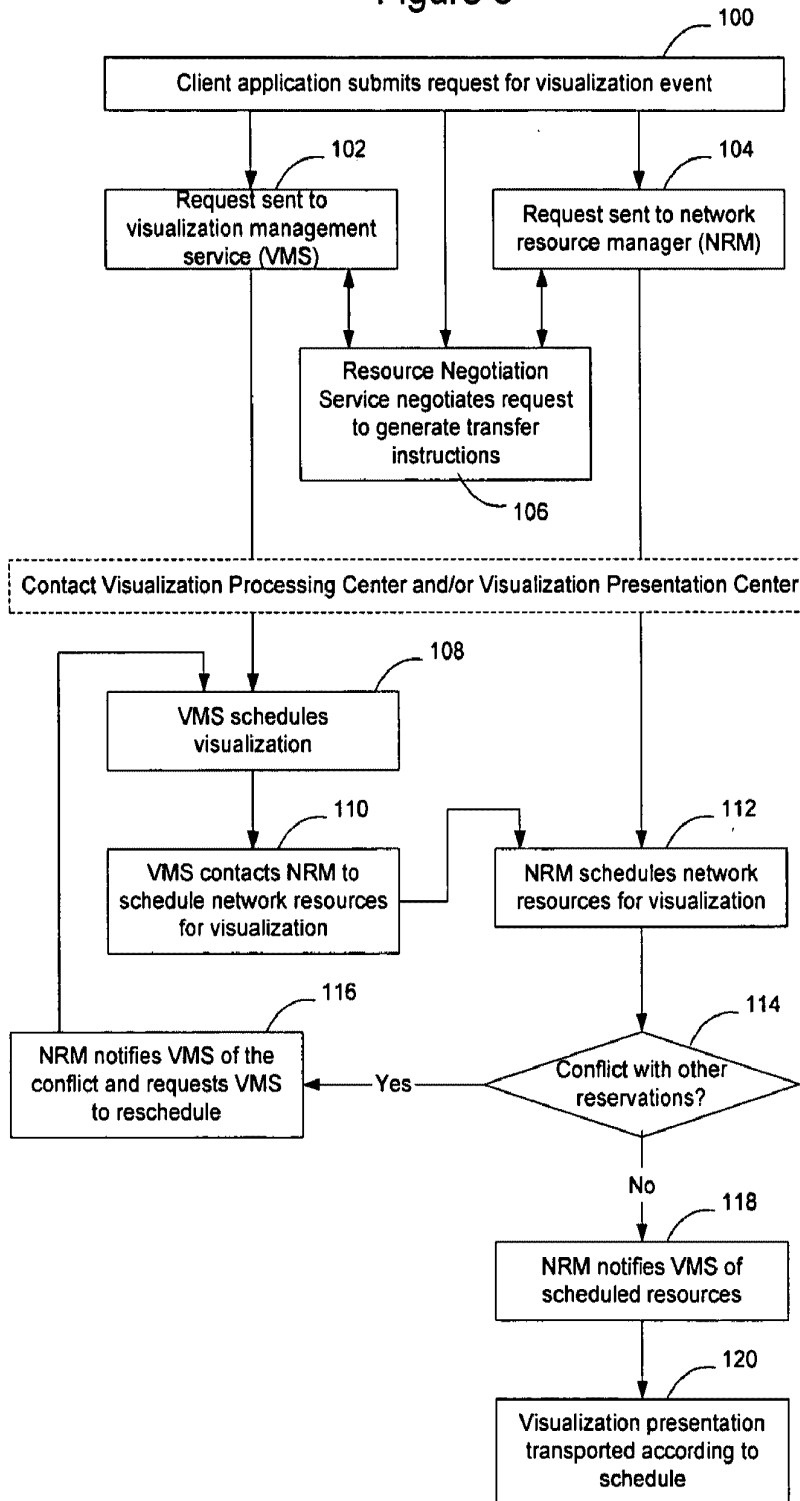 100
Client application submits request for visualization event
102
104
Request sent to
visualization management
service (VMS)
Request sent to network
resource manager (NRM)
Resource Negotiation
Service negotiates request
to generate transfer
instructions
106
Contact Visualization Processing Center and/or Visualization Presentation Center
108
VMS schedules
visualization
110
112
VMS contacts NRM to
schedule network resources
for visualization
NRM schedules network
resources for visualization
116
114
NRM notifies VMS of the
conflict and requests VMS
to reschedule
Yes
Conflict with other
reservations?
No
118
NRM notifies VMS of
scheduled resources
120
Visualization presentation
transported according to
schedule